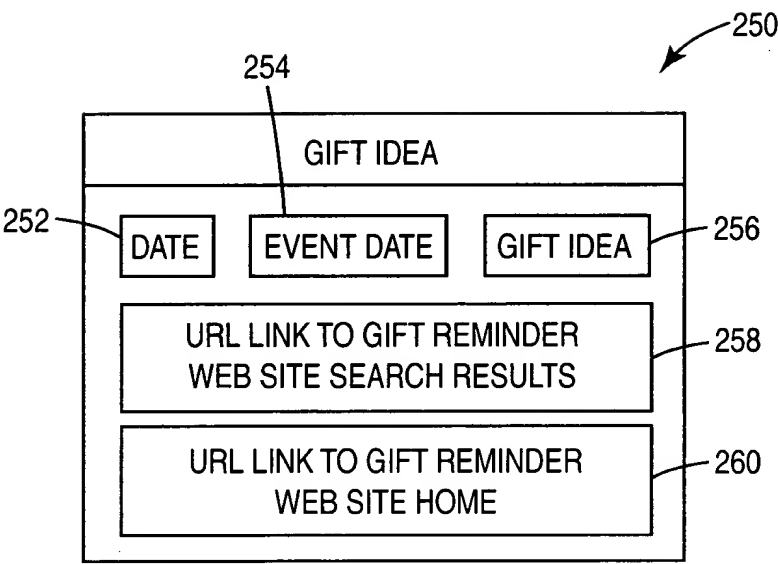 250
254
GIFT IDEA
252
DATE
EVENT DATE
GIFT IDEA
256
URL LINK TO GIFT REMINDER
WEB SITE SEARCH RESULTS
258
URL LINK TO GIFT REMINDER
WEB SITE HOME
260